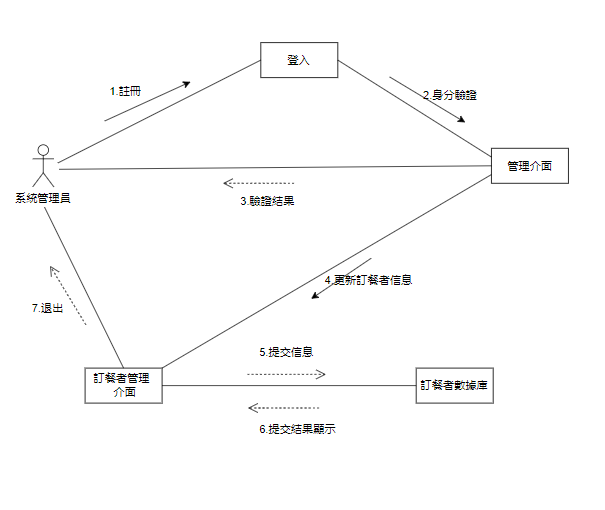 登入
1.註冊
2.身分驗證
管理介面
系統管理員
3.驗證结果
4.更新訂餐者信息
7.退出
5.提交信息
訂餐者管理
介面
訂餐者數據庫
6.提交结果顯示